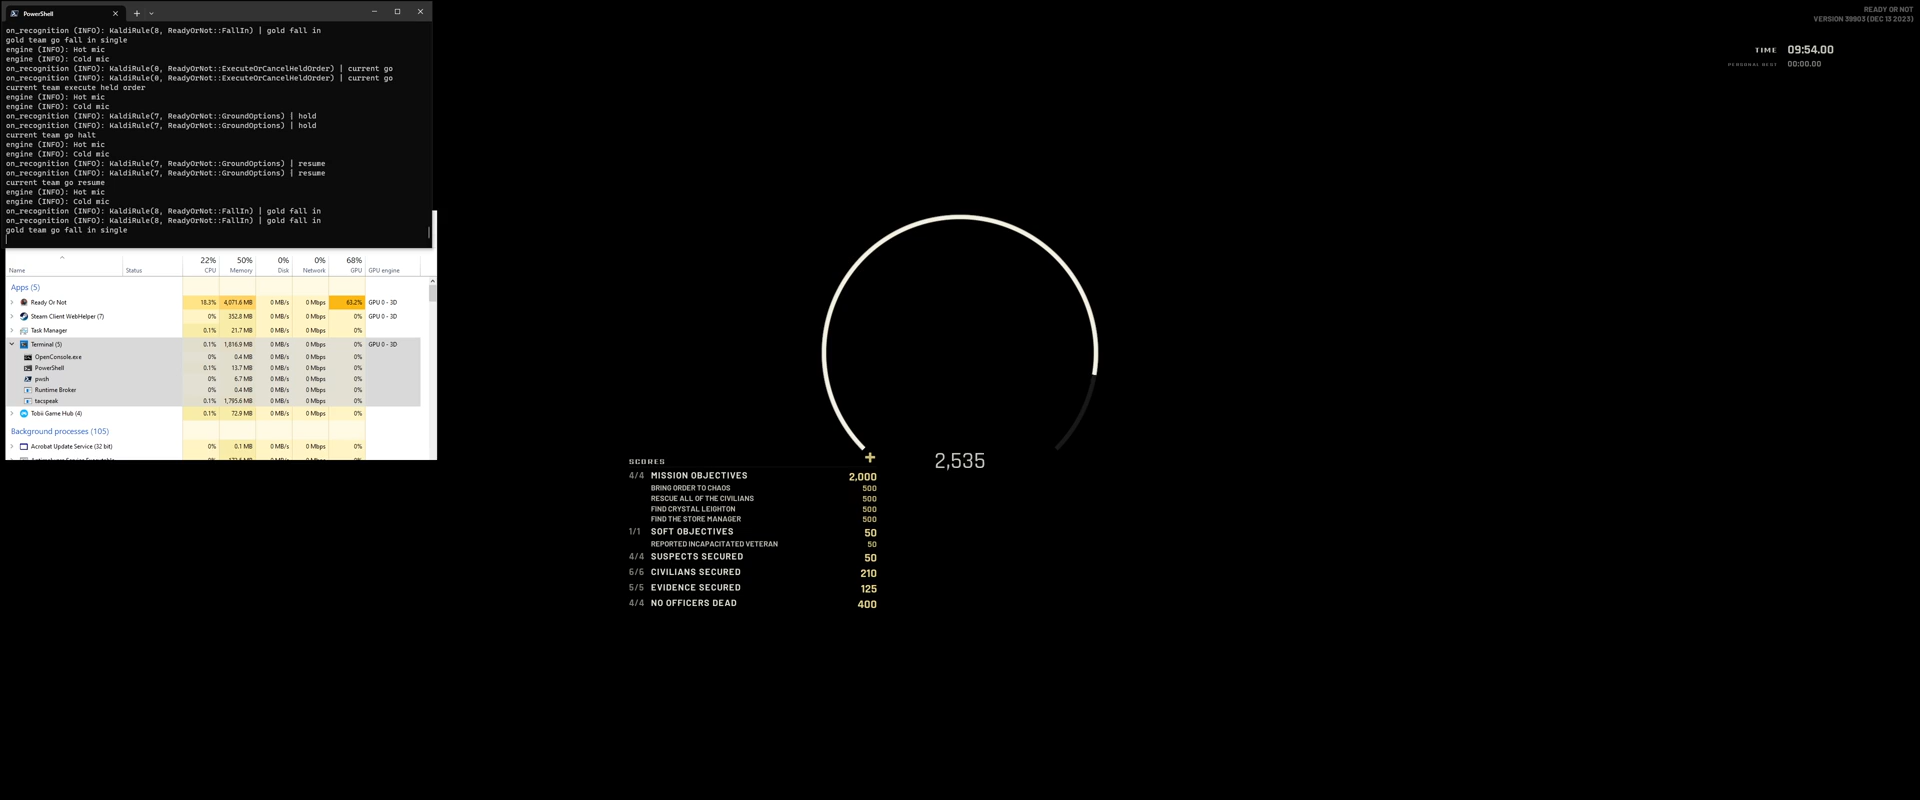 PowerShell
on_recognition (INFO): KaldiRule(8, ReadyOrNot::FallIn) | gold fall in
gold team go fall in single
engine (INFO): Hot mic
engine (INFO): Cold mic
on_recognition (INFO): KaldiRule(0, ReadyOrNot::ExecuteOrCancelHeldOrder) | current go
on_recognition (INFO): KaldiRule(0, ReadyOrNot::ExecuteOrCancelHeldOrder) | current go
current team execute held order
engine (INFO): Hot mic
engine (INFO): Cold mic
on_recognition (INFO): KaldiRule(7, ReadyOrNot::GroundOptions) | hold
on_recognition (INFO): KaldiRule(7, ReadyOrNot::GroundOptions) | hold
current team go halt
engine (INFO): Hot mic
engine (INFO): Cold mic
on_recognition (INFO): KaldiRule(7, ReadyOrNot::GroundOptions) | resume
on_recognition (INFO): KaldiRule(7, ReadyOrNot::GroundOptions) | resume
current team go resume
engine (INFO): Hot mic
engine (INFO): Cold mic
on_recognition (INFO): KaldiRule(8, ReadyOrNot::FallIn) | gold fall in
on_recognition (INFO): KaldiRule(8, ReadyOrNot::FallIn) | gold fall in
gold team go fall in single
22% 50% 0% 0% 68%
Name Status CPU Memory Disk Network GPU GPU engine
Apps (5)
Ready Or Not 18.3% 4,071.6 MB 0 MB/s 0 Mbps 63.2% GPU 0 - 3D
Steam Client WebHelper (7) 0% 352.8 MB 0 MB/s 0 Mbps 0% GPU 0 - 3D
Task Manager 0.1% 21.7 MB 0 MB/s 0 Mbps 0%
Terminal (5) 0.1% 1,816.9 MB 0 MB/s 0 Mbps 0% GPU 0 - 3D
OpenConsole.exe 0% 0.4 MB 0 MB/s 0 Mbps 0%
PowerShell 0.1% 13.7 MB 0 MB/s 0 Mbps 0%
pwsh 0% 6.7 MB 0 MB/s 0 Mbps 0%
Runtime Broker 0% 0.4 MB 0 MB/s 0 Mbps 0%
tacspeak 0.1% 1,795.6 MB 0 MB/s 0 Mbps 0%
Tobii Game Hub (4) 0.1% 72.9 MB 0 MB/s 0 Mbps 0%
Background processes (105)
Acrobat Update Service (32 bit) 0% 0.1 MB 0 MB/s 0 Mbps 0%
READY OR NOT
VERSION 39903 (DEC 13 2023)
TIME 09:54.00
PERSONAL BEST 00:00.00
2,535
SCORES +
4/4 MISSION OBJECTIVES 2,000
BRING ORDER TO CHAOS 500
RESCUE ALL OF THE CIVILIANS 500
FIND CRYSTAL LEIGHTON 500
FIND THE STORE MANAGER 500
1/1 SOFT OBJECTIVES 50
REPORTED INCAPACITATED VETERAN 50
4/4 SUSPECTS SECURED 50
6/6 CIVILIANS SECURED 210
5/5 EVIDENCE SECURED 125
4/4 NO OFFICERS DEAD 400